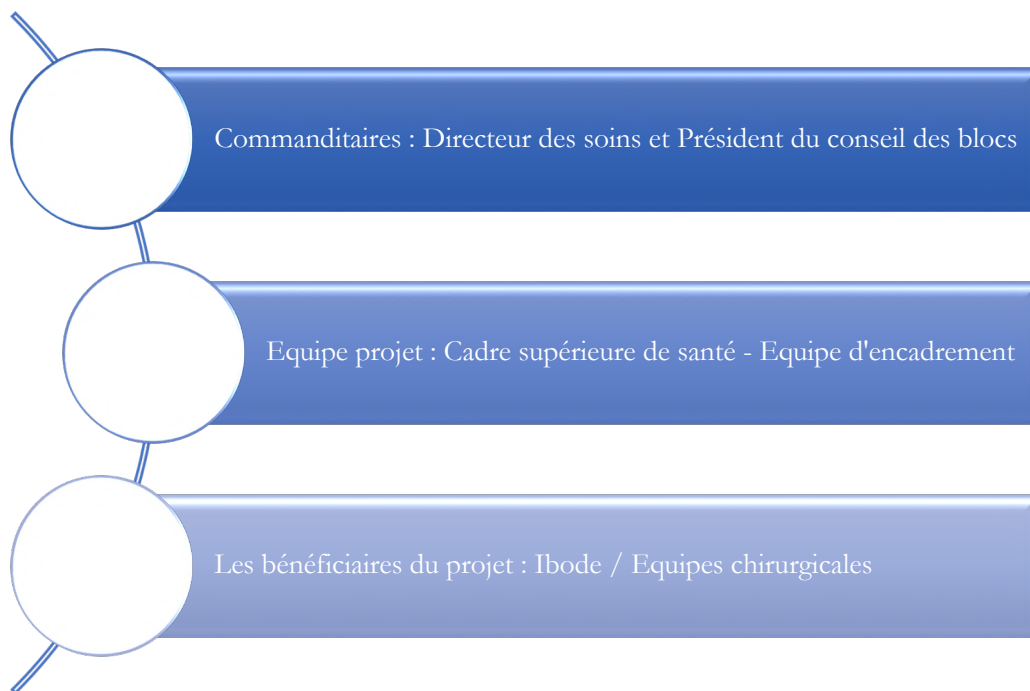 Commanditaires : Directeur des soins et Président du conseil des blocs
Equipe projet : Cadre supérieure de santé - Equipe d'encadrement
Les bénéficiaires du projet : Ibode / Equipes chirurgicales